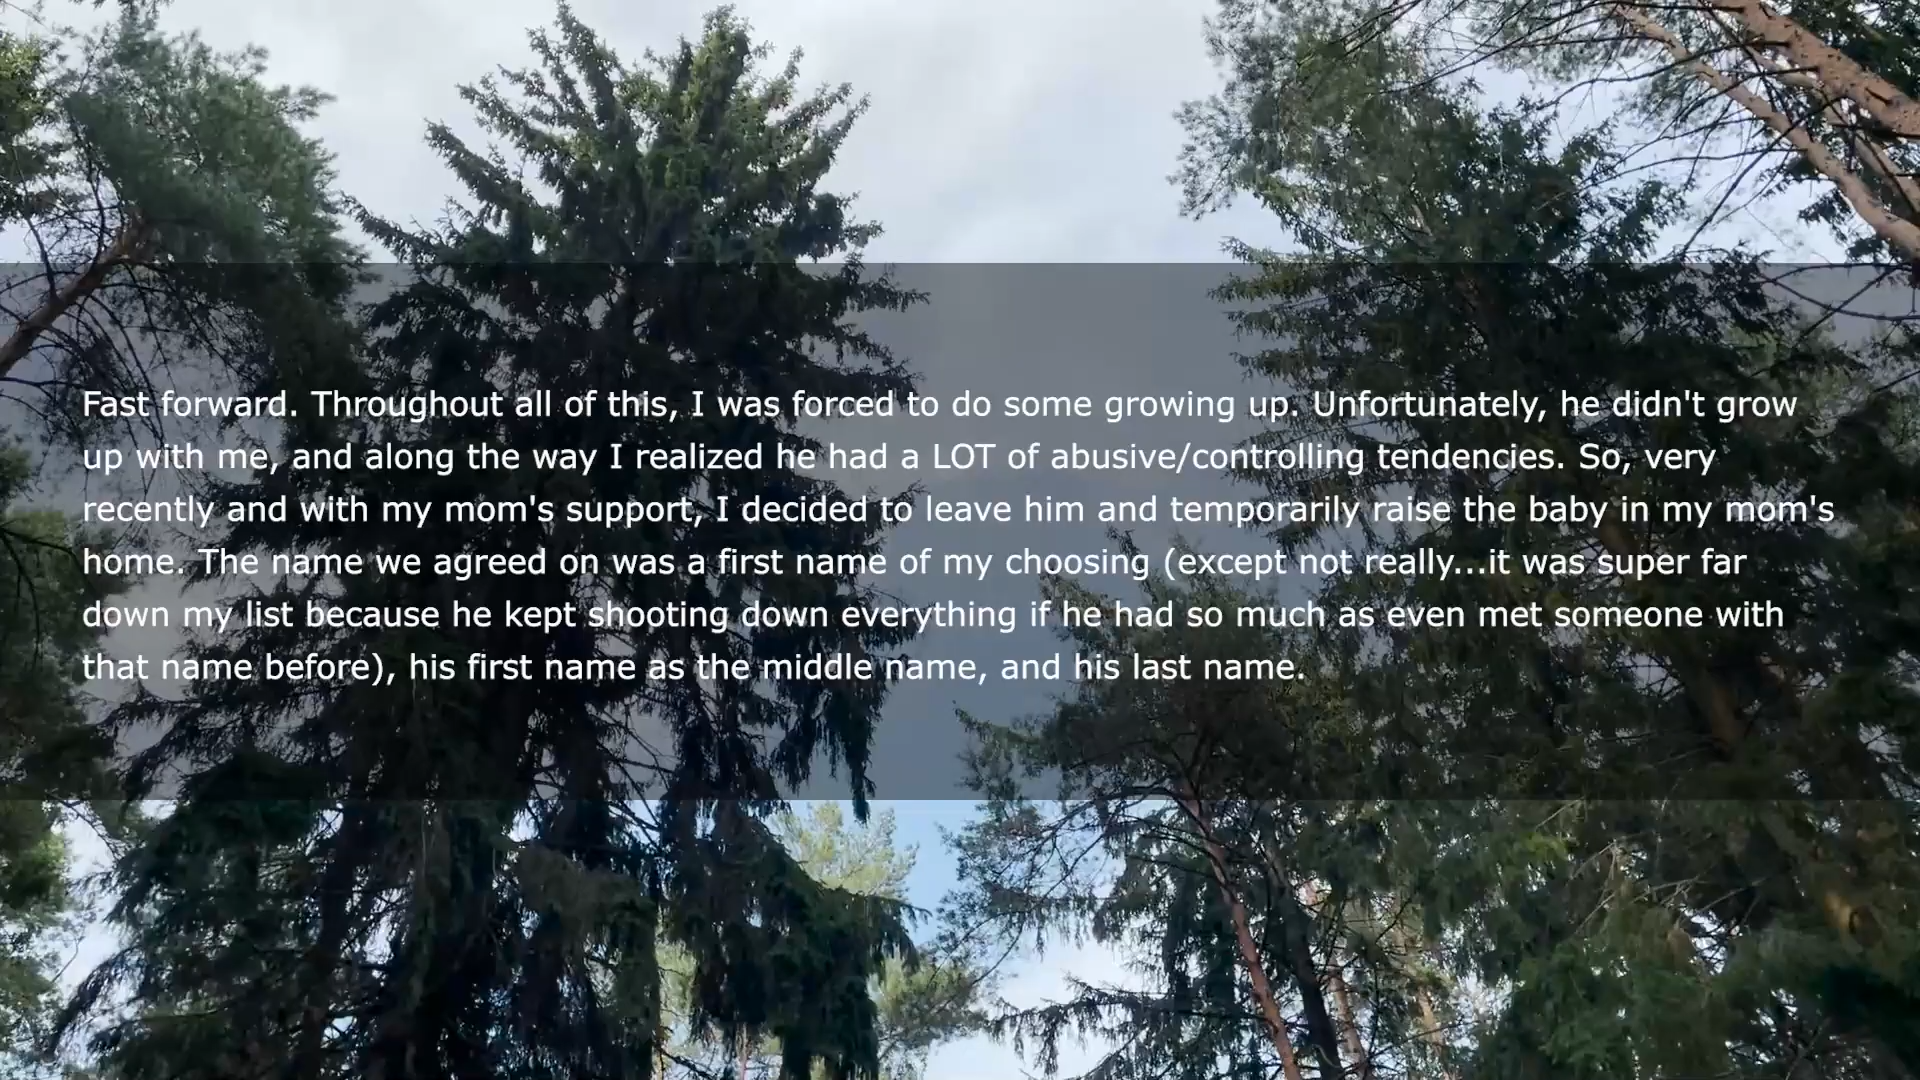 Fast forward. Throughout all of this, I was forced to do some growing up. Unfortunately, he didn't grow
up with me, and along the way I realized he had a LOT of abusive/controlling tendencies. So, very
recently and with my mom's support, I decided to leave him and temporarily raise the baby in my mom's
home. The name we agreed on was a first name of my choosing (except not really...it was super far
down my list because he kept shooting down everything if he had so much as even met someone with
that name before), his first name as the middle name, and his last name.